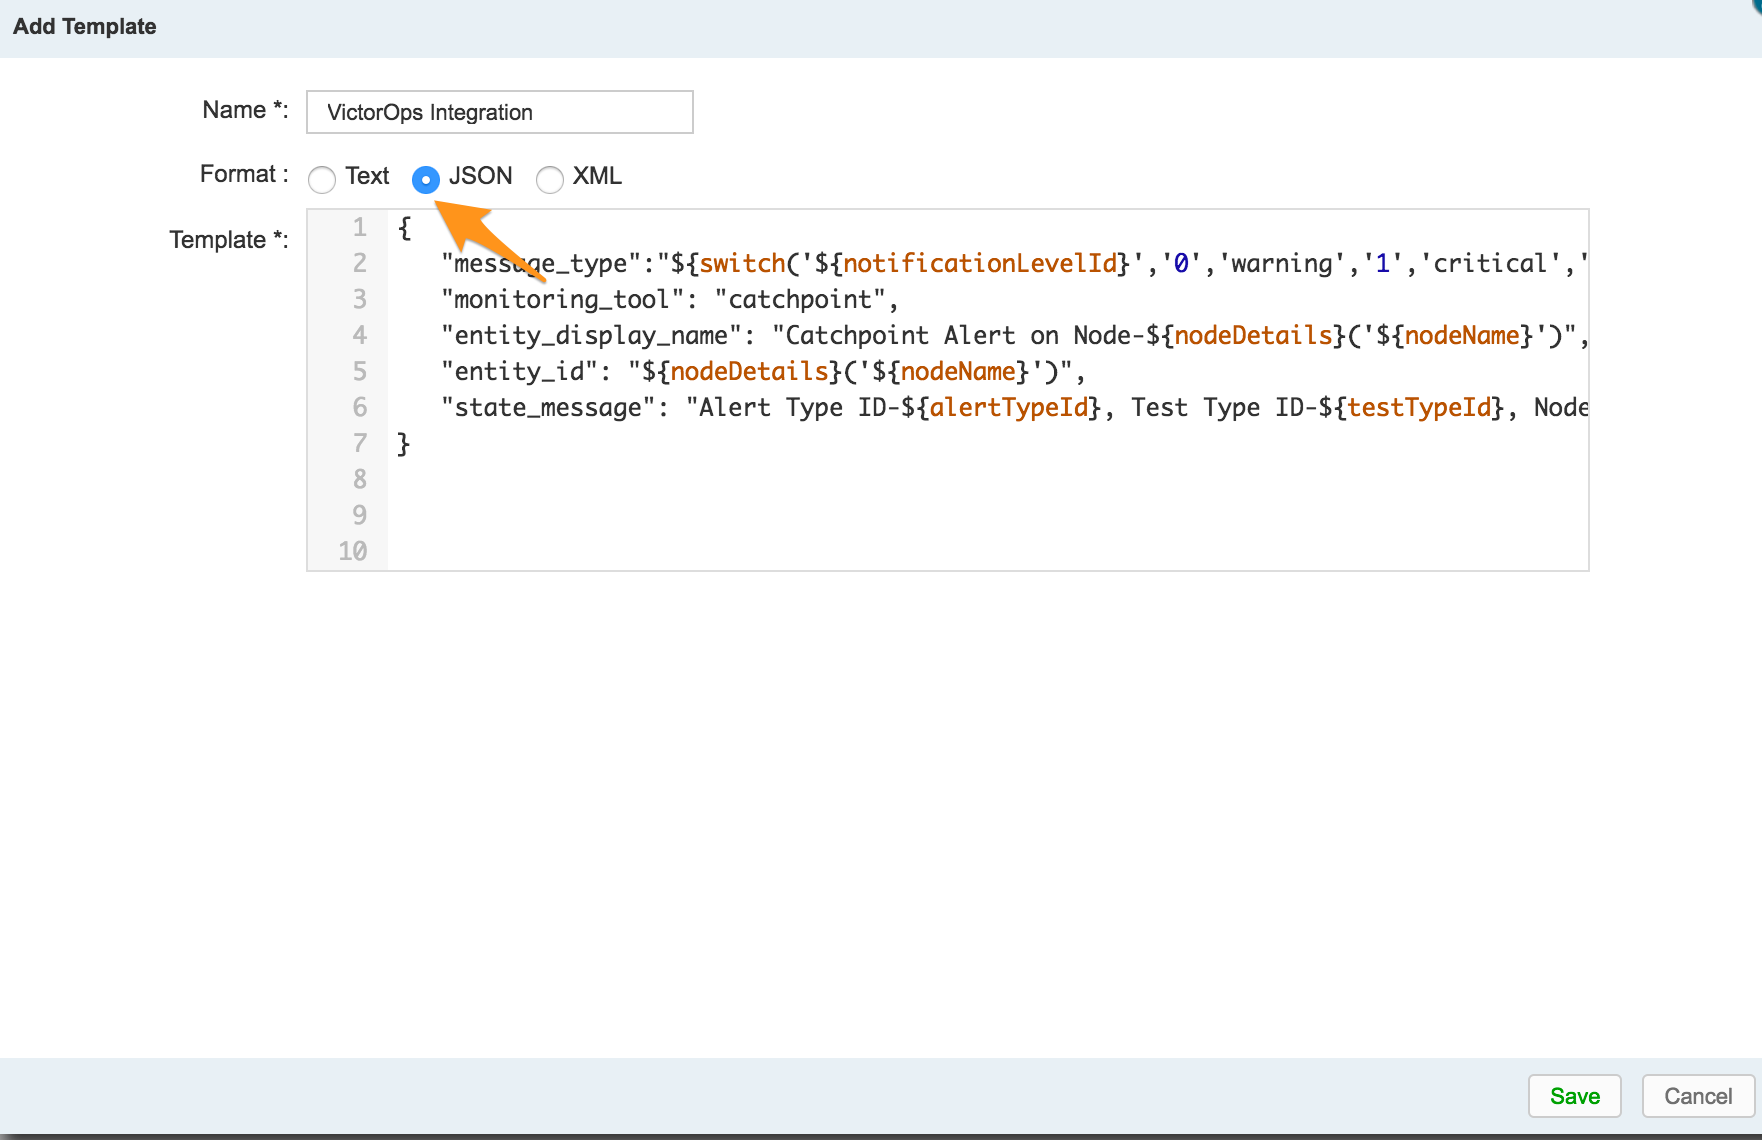 Add Template
Name *: VictorOps Integration
Format : Text JSON XML
Template *:
1 {
2 "message_type":"${switch('${notificationLevelId}','0','warning','1','critical','
3 "monitoring_tool": "catchpoint",
4 "entity_display_name": "Catchpoint Alert on Node-${nodeDetails}('${nodeName}')",
5 "entity_id": "${nodeDetails}('${nodeName}')",
6 "state_message": "Alert Type ID-${alertTypeId}, Test Type ID-${testTypeId}, Node
7 }
8
9
10
Save Cancel